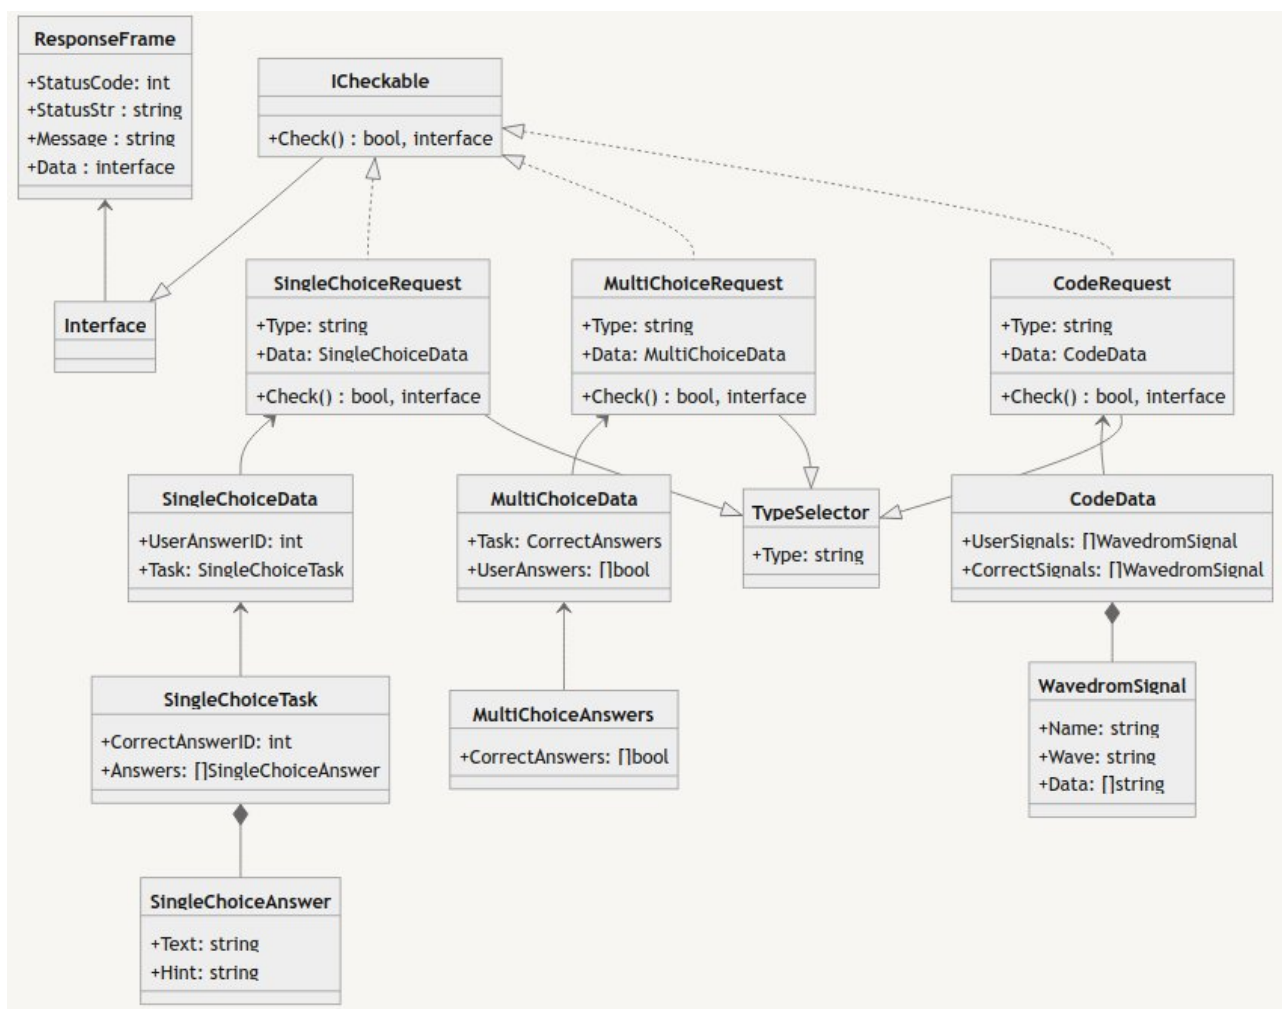 ResponseFrame
+StatusCode: int
+StatusStr : string
+Message : string
+Data : interface
ICheckable
+Check() : bool, interface
Interface
SingleChoiceRequest
+Type: string
+Data: SingleChoiceData
+Check() : bool, interface
MultiChoiceRequest
+Type: string
+Data: MultiChoiceData
+Check() : bool, interface
CodeRequest
+Type: string
+Data: CodeData
+Check() : bool, interface
SingleChoiceData
+UserAnswerID: int
+Task: SingleChoiceTask
MultiChoiceData
+Task: CorrectAnswers
+UserAnswers: []bool
TypeSelector
+Type: string
CodeData
+UserSignals: []WavedromSignal
+CorrectSignals: []WavedromSignal
SingleChoiceTask
+CorrectAnswerID: int
+Answers: []SingleChoiceAnswer
MultiChoiceAnswers
+CorrectAnswers: []bool
WavedromSignal
+Name: string
+Wave: string
+Data: []string
SingleChoiceAnswer
+Text: string
+Hint: string